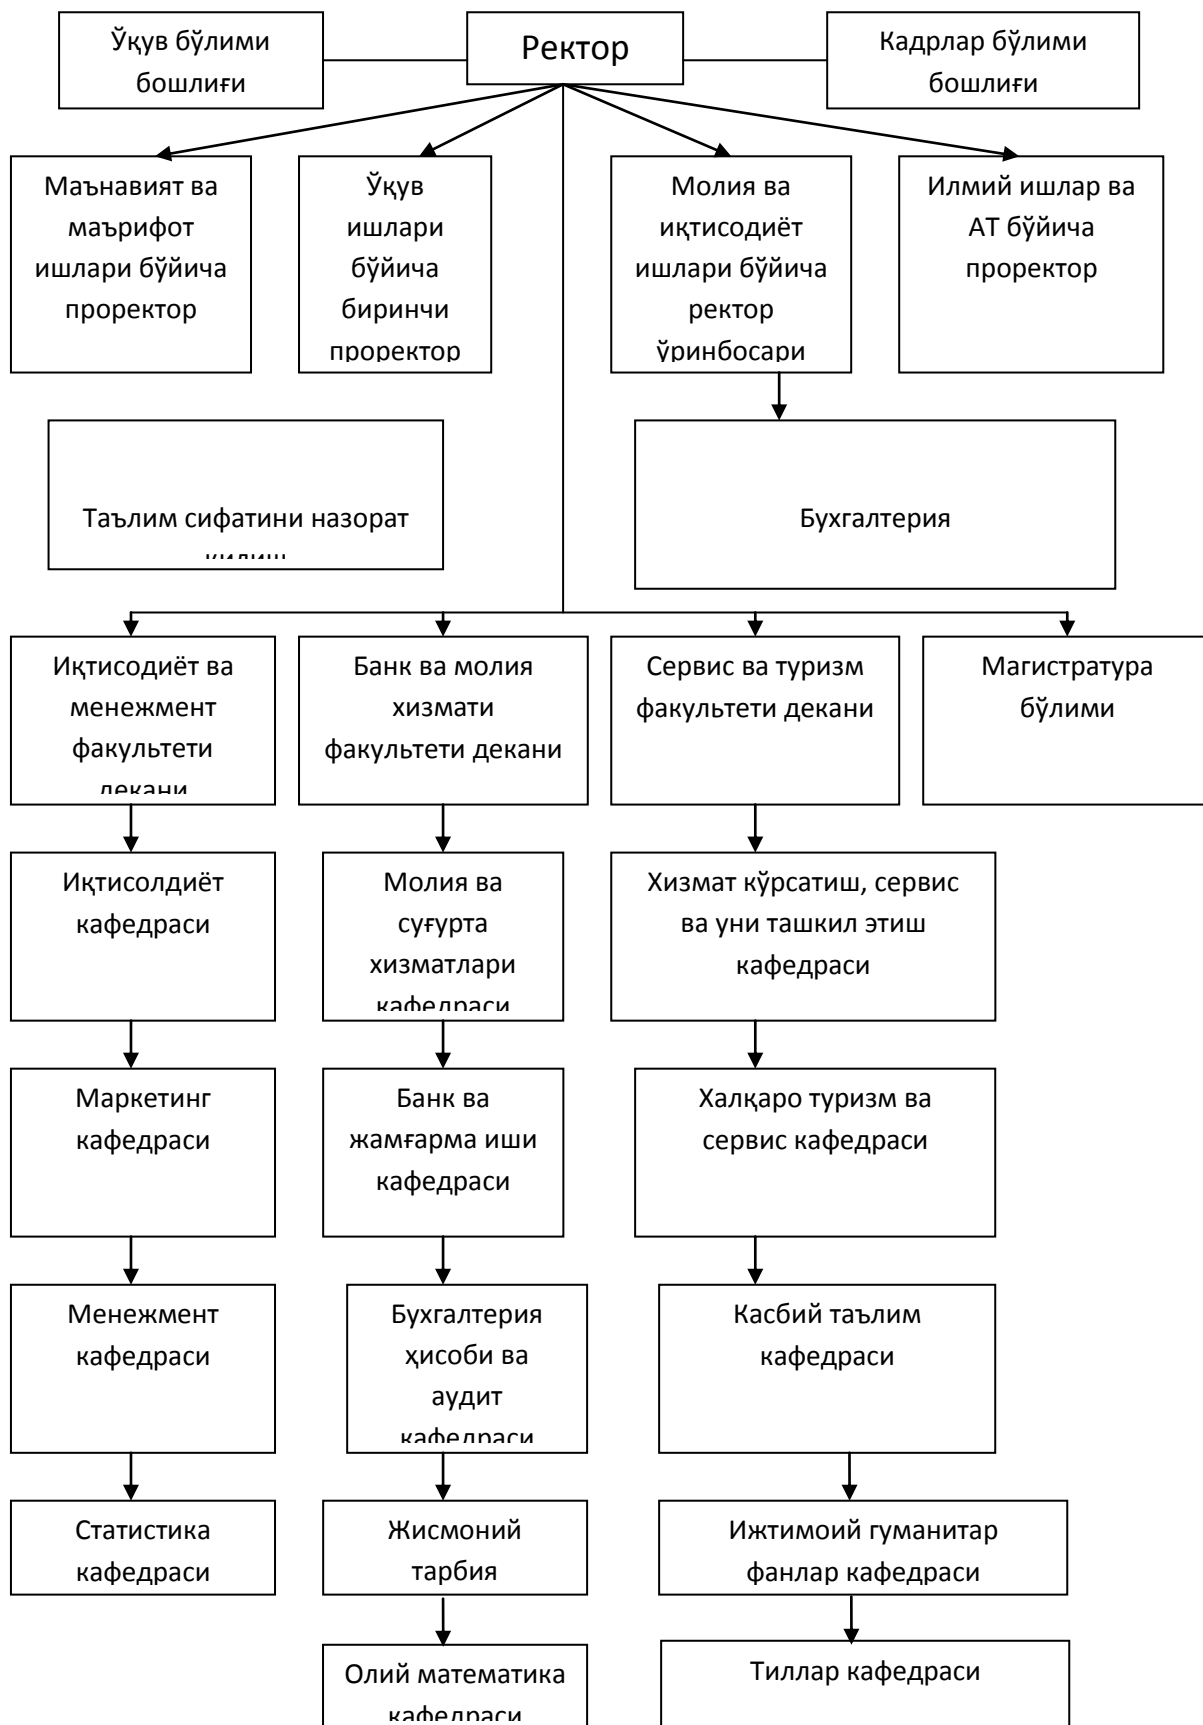 Ўқув бўлими
бошлиғи
Ректор
Кадрлар бўлими
бошлиғи
Маънавият ва
маърифот
ишлари бўйича
проректор
Ўқув
ишлари
бўйича
биринчи
проректор
Молия ва
иқтисодиёт
ишлари бўйича
ректор
ўринбосари
Илмий ишлар ва
АТ бўйича
проректор
Таълим сифатини назорат
қилиш
Бухгалтерия
Иқтисодиёт ва
менежмент
факультети
декани
Банк ва молия
хизмати
факультети декани
Сервис ва туризм
факультети декани
Магистратура
бўлими
Иқтисолдиёт
кафедраси
Молия ва
суғурта
хизматлари
кафедраси
Хизмат кўрсатиш, сервис
ва уни ташкил этиш
кафедраси
Маркетинг
кафедраси
Банк ва
жамғарма иши
кафедраси
Халқаро туризм ва
сервис кафедраси
Менежмент
кафедраси
Бухгалтерия
ҳисоби ва
аудит
кафедраси
Касбий таълим
кафедраси
Статистика
кафедраси
Жисмоний
тарбия
Ижтимоий гуманитар
фанлар кафедраси
Олий математика
кафедраси
Тиллар кафедраси